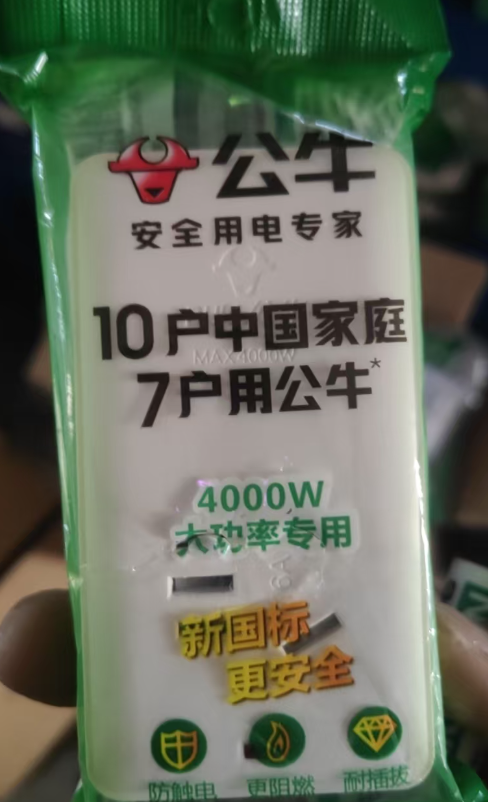 公牛
安全用电专家
10户中国家庭
MAX4000W
7户用公牛*
4000W
大功率专用
新国标
更安全
防触电 更阻燃 耐插拔